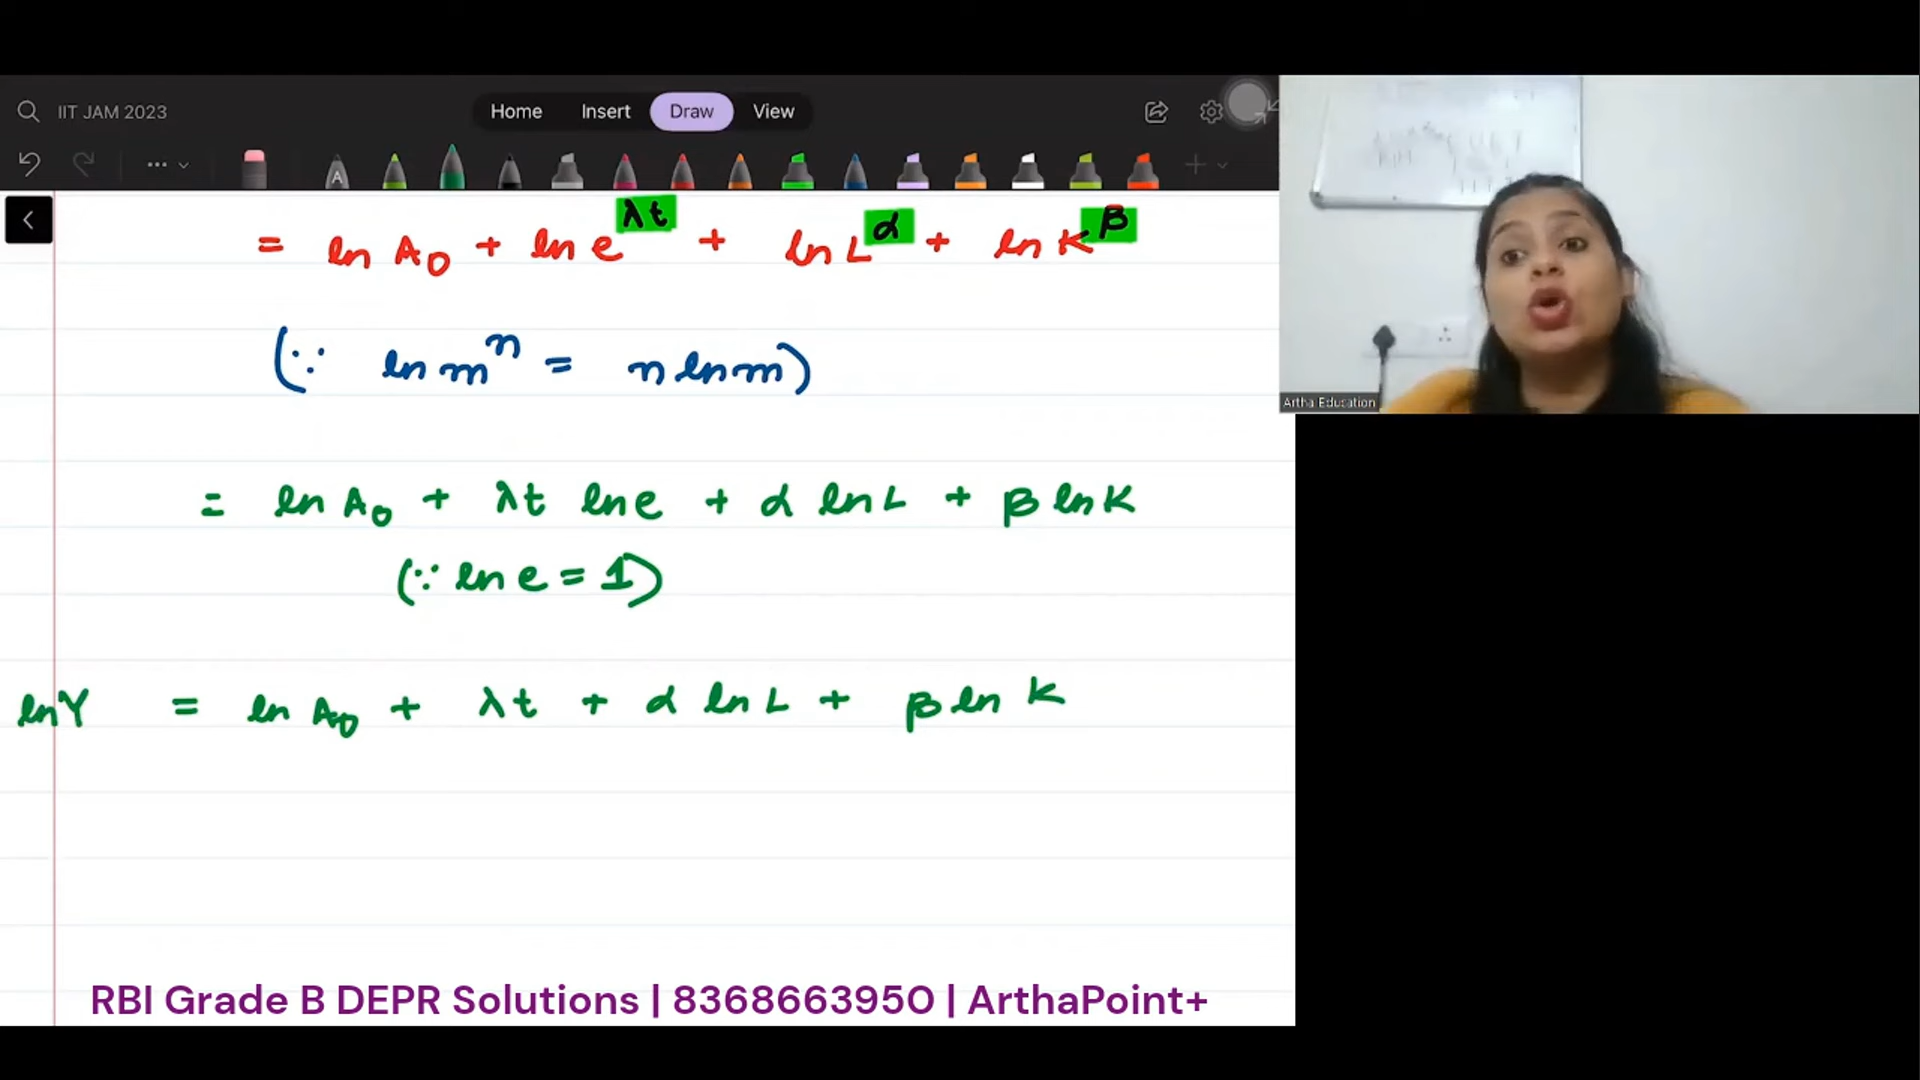 IIT JAM 2023
Home Insert Draw View
A
= ln A₀ + ln e^λt + ln L^α + ln K^β
(∵ ln m^n = n ln m)
= ln A₀ + λt ln e + α ln L + β ln K
(∵ ln e = 1)
ln Y = ln A₀ + λt + α ln L + β ln K
Artha Education
RBI Grade B DEPR Solutions | 8368663950 | ArthaPoint+